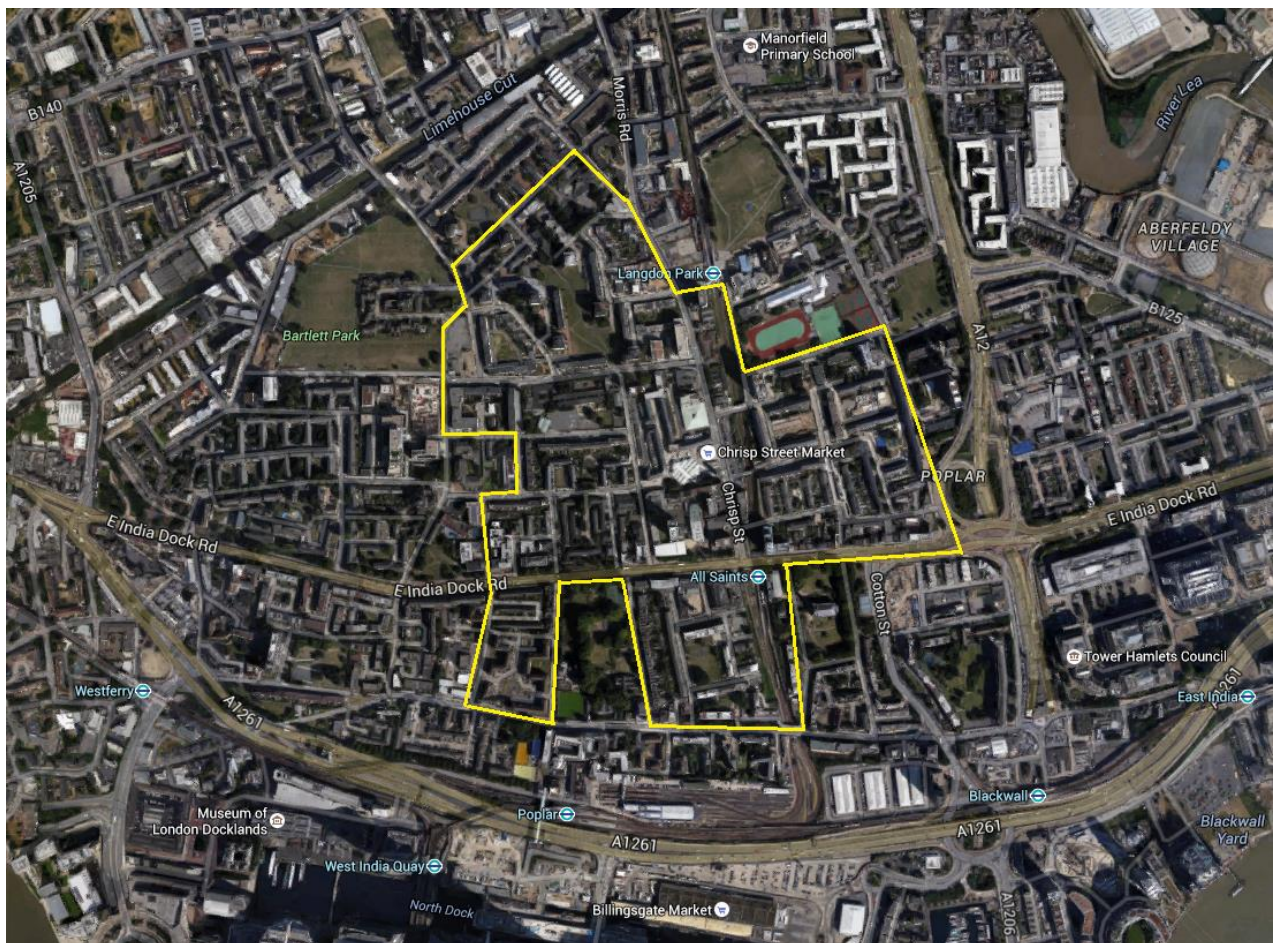 Manorfield
Primary School
Morris Rd
B140
Limehouse Cut
River Lea
A1205
ABERFELDY
VILLAGE
Langdon Park
B125
Bartlett Park
A12
Chrisp Street Market
POPLAR
Chrisp St
E India Dock Rd
E India Dock Rd
E India Dock Rd
All Saints
Cotton St
Tower Hamlets Council
Westferry
A1261
A1261
East India
Museum of
London Docklands
Poplar
Blackwall
A1261
A1261
Blackwall
Yard
West India Quay
North Dock
Billingsgate Market
A1206